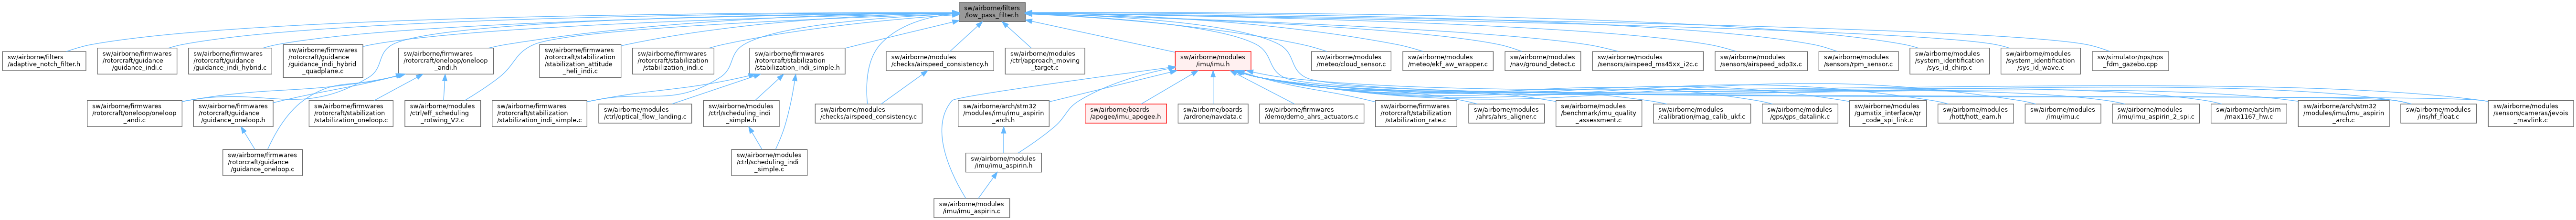 sw/airborne/filters
/low_pass_filter.h
sw/airborne/filters
/adaptive_notch_filter.h
sw/airborne/firmwares
/rotorcraft/guidance
/guidance_indi.c
sw/airborne/firmwares
/rotorcraft/guidance
/guidance_indi_hybrid.c
sw/airborne/firmwares
/rotorcraft/guidance
/guidance_indi_hybrid
_quadplane.c
sw/airborne/firmwares
/rotorcraft/oneloop/oneloop
_andi.h
sw/airborne/firmwares
/rotorcraft/stabilization
/stabilization_attitude
_heli_indi.c
sw/airborne/firmwares
/rotorcraft/stabilization
/stabilization_indi.c
sw/airborne/firmwares
/rotorcraft/stabilization
/stabilization_indi_simple.h
sw/airborne/modules
/checks/airspeed_consistency.h
sw/airborne/modules
/ctrl/approach_moving
_target.c
sw/airborne/modules
/imu/imu.h
sw/airborne/modules
/meteo/cloud_sensor.c
sw/airborne/modules
/meteo/ekf_aw_wrapper.c
sw/airborne/modules
/nav/ground_detect.c
sw/airborne/modules
/sensors/airspeed_ms45xx_i2c.c
sw/airborne/modules
/sensors/airspeed_sdp3x.c
sw/airborne/modules
/sensors/rpm_sensor.c
sw/airborne/modules
/system_identification
/sys_id_chirp.c
sw/airborne/modules
/system_identification
/sys_id_wave.c
sw/simulator/nps/nps
_fdm_gazebo.cpp
sw/airborne/firmwares
/rotorcraft/oneloop/oneloop
_andi.c
sw/airborne/firmwares
/rotorcraft/guidance
/guidance_oneloop.h
sw/airborne/firmwares
/rotorcraft/stabilization
/stabilization_oneloop.c
sw/airborne/modules
/ctrl/eff_scheduling
_rotwing_V2.c
sw/airborne/firmwares
/rotorcraft/stabilization
/stabilization_indi_simple.c
sw/airborne/modules
/ctrl/optical_flow_landing.c
sw/airborne/modules
/ctrl/scheduling_indi
_simple.h
sw/airborne/modules
/checks/airspeed_consistency.c
sw/airborne/arch/stm32
/modules/imu/imu_aspirin
_arch.h
sw/airborne/boards
/apogee/imu_apogee.h
sw/airborne/boards
/ardrone/navdata.c
sw/airborne/firmwares
/demo/demo_ahrs_actuators.c
sw/airborne/firmwares
/rotorcraft/stabilization
/stabilization_rate.c
sw/airborne/modules
/ahrs/ahrs_aligner.c
sw/airborne/modules
/benchmark/imu_quality
_assessment.c
sw/airborne/modules
/calibration/mag_calib_ukf.c
sw/airborne/modules
/gps/gps_datalink.c
sw/airborne/modules
/gumstix_interface/qr
_code_spi_link.c
sw/airborne/modules
/hott/hott_eam.h
sw/airborne/modules
/imu/imu.c
sw/airborne/modules
/imu/imu_aspirin_2_spi.c
sw/airborne/arch/sim
/max1167_hw.c
sw/airborne/arch/stm32
/modules/imu/imu_aspirin
_arch.c
sw/airborne/modules
/ins/hf_float.c
sw/airborne/modules
/sensors/cameras/jevois
_mavlink.c
sw/airborne/firmwares
/rotorcraft/guidance
/guidance_oneloop.c
sw/airborne/modules
/ctrl/scheduling_indi
_simple.c
sw/airborne/modules
/imu/imu_aspirin.h
sw/airborne/modules
/imu/imu_aspirin.c